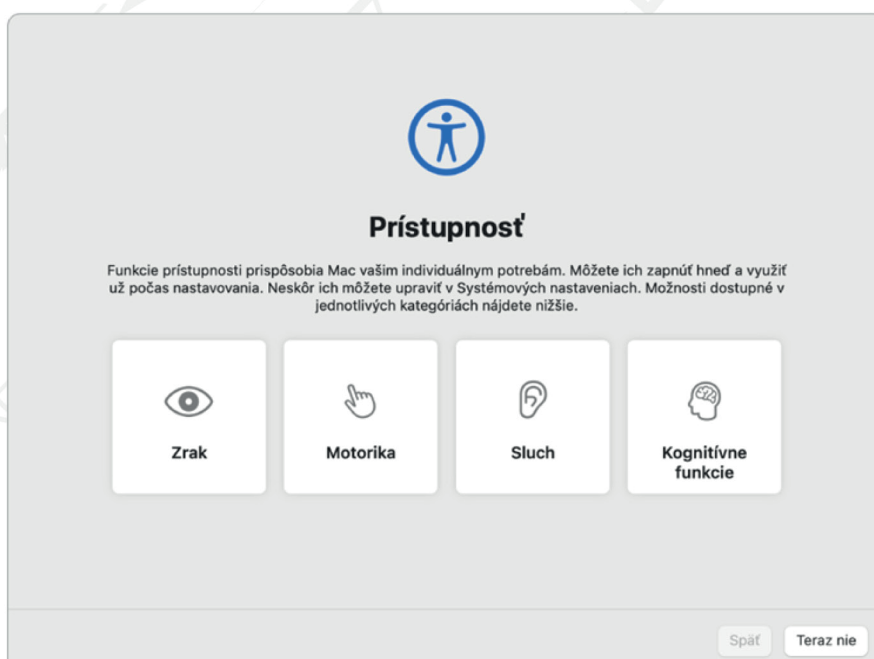 Prístupnosť
Funkcie prístupnosti prispôsobia Mac vašim individuálnym potrebám. Môžete ich zapnúť hneď a využiť
už počas nastavovania. Neskôr ich môžete upraviť v Systémových nastaveniach. Možnosti dostupné v
jednotlivých kategóriách nájdete nižšie.
Zrak
Motorika
Sluch
Kognitívne
funkcie
Späť
Teraz nie